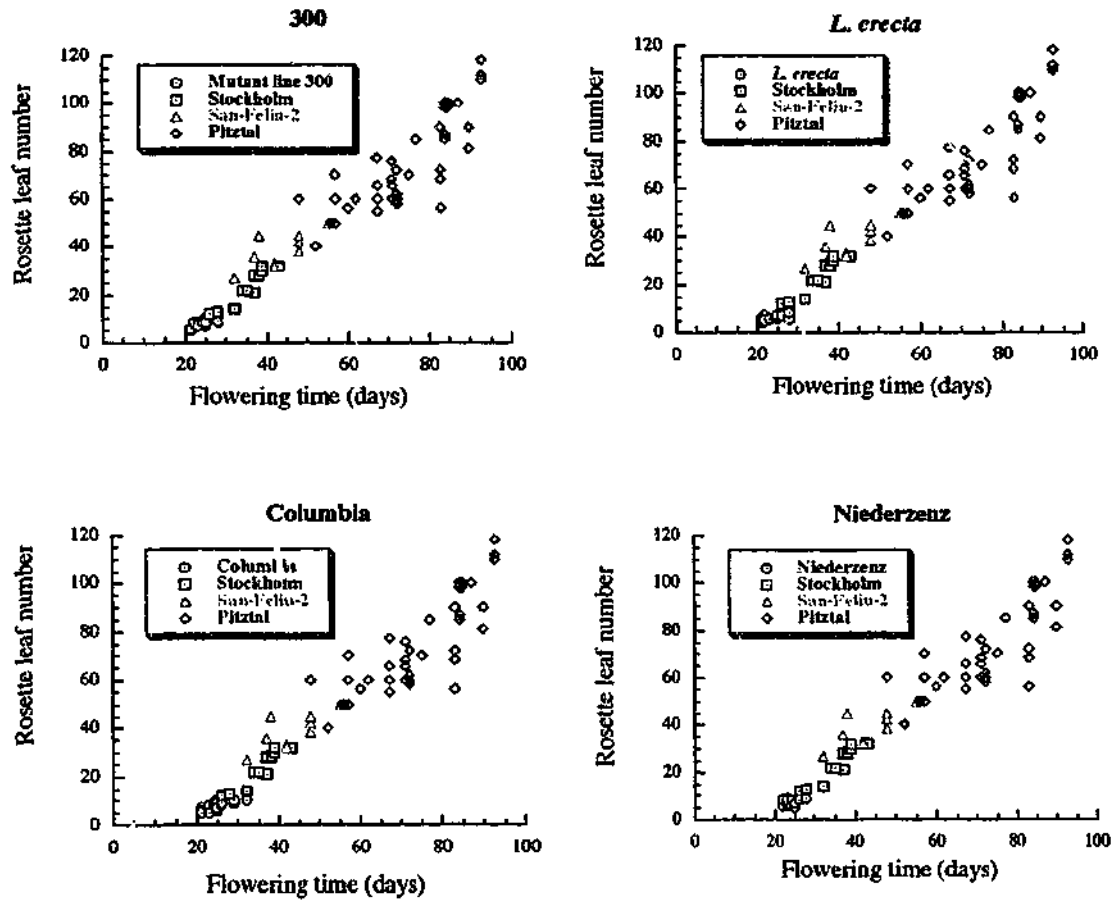 300
120
100
80
60
40
20
0
Rosette leaf number
Mutant line 300
Stockholm
San-Feliu-2
Pitztal
0 20 40 60 80 100
Flowering time (days)
L. erecta
120
100
80
60
40
20
0
Rosette leaf number
L. erecta
Stockholm
San-Feliu-2
Pitztal
0 20 40 60 80 100
Flowering time (days)
Columbia
120
100
80
60
40
20
0
Rosette leaf number
Stockholm
San-Feliu-2
Pitztal
0 20 40 60 80 100
Flowering time (days)
Niederzenz
120
100
80
60
40
20
0
Rosette leaf number
Niederzenz
Stockholm
San-Feliu-2
Pitztal
0 20 40 60 80 100
Flowering time (days)